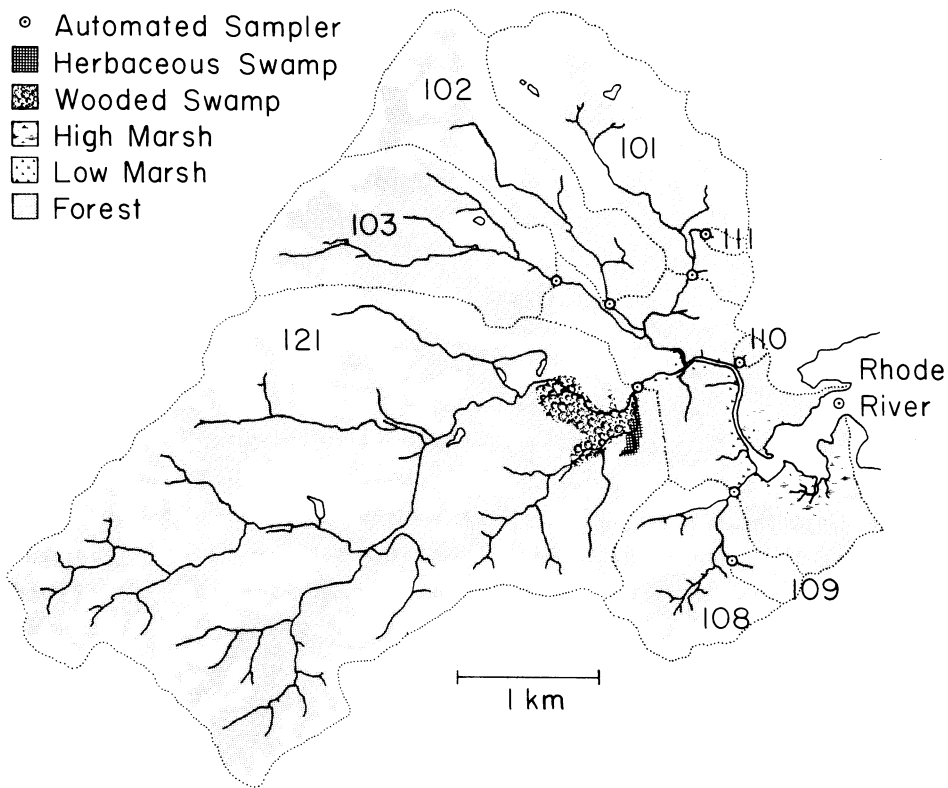 Automated Sampler
Herbaceous Swamp
Wooded Swamp
High Marsh
Low Marsh
Forest
102
101
103
111
121
110
Rhode
River
109
108
1 km